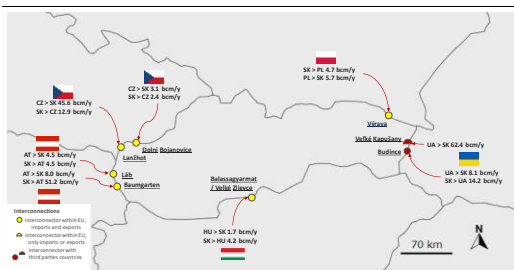 SK > PL 4.7 bcm/y
PL > SK 5.7 bcm/y
CZ > SK 45.6 bcm/y
SK > CZ 12.9 bcm/y
CZ > SK 3.1 bcm/y
SK > CZ 2.4 bcm/y
Výrava
Veľké Kapušany
Budince
UA > SK 62.4 bcm/y
UA > SK 8.1 bcm/y
SK > UA 14.2 bcm/y
Dolní Bojanovice
Lanžhot
AT > SK 4.5 bcm/y
SK > AT 4.5 bcm/y
AT > SK 8.0 bcm/y
SK > AT 51.2 bcm/y
Láb
Baumgarten
Balassagyarmat
/ Velké Zlievce
HU > SK 1.7 bcm/y
SK > HU 4.2 bcm/y
Interconnections
Interconnector within EU,
imports and exports
Interconnector within EU,
only imports or exports
Interconnector with
third parties countries
70 km
N